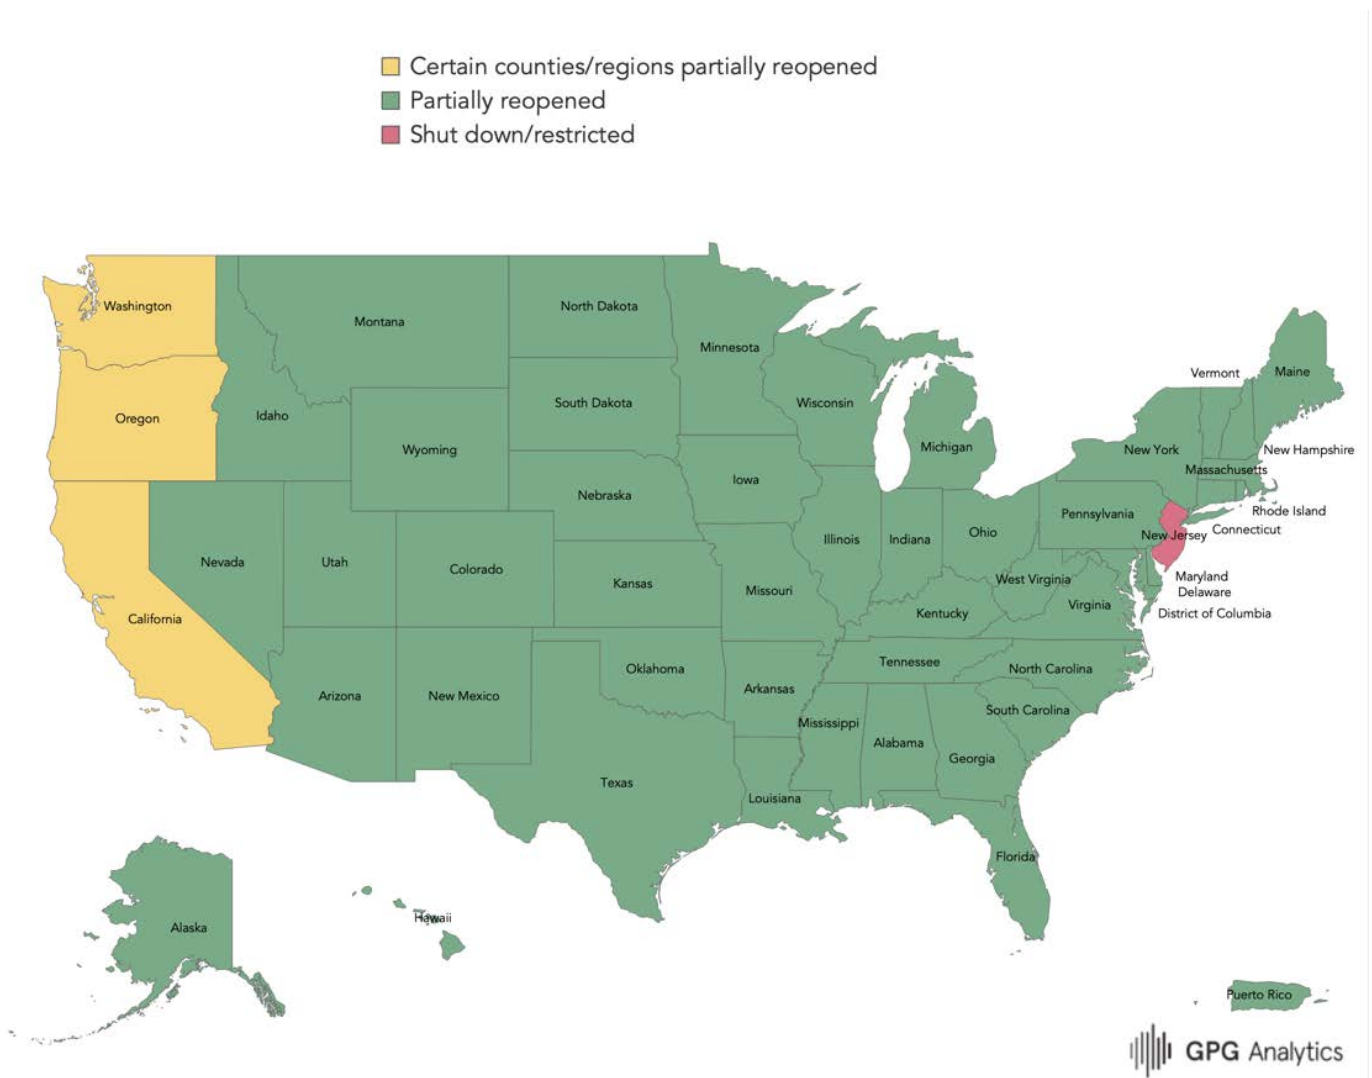 Certain counties/regions partially reopened
Partially reopened
Shut down/restricted
Washington
Montana
North Dakota
Minnesota
Vermont
Maine
Oregon
Idaho
South Dakota
Wisconsin
Wyoming
Michigan
New York
New Hampshire
Massachusetts
Iowa
Nebraska
Rhode Island
Pennsylvania
Connecticut
New Jersey
Ohio
Indiana
Illinois
Nevada
Utah
Colorado
Kansas
Missouri
West Virginia
Maryland
Delaware
Virginia
District of Columbia
Kentucky
California
Tennessee
North Carolina
Oklahoma
Arkansas
Arizona
New Mexico
South Carolina
Mississippi
Alabama
Georgia
Texas
Louisiana
Florida
Alaska
Hawaii
Puerto Rico
GPG Analytics